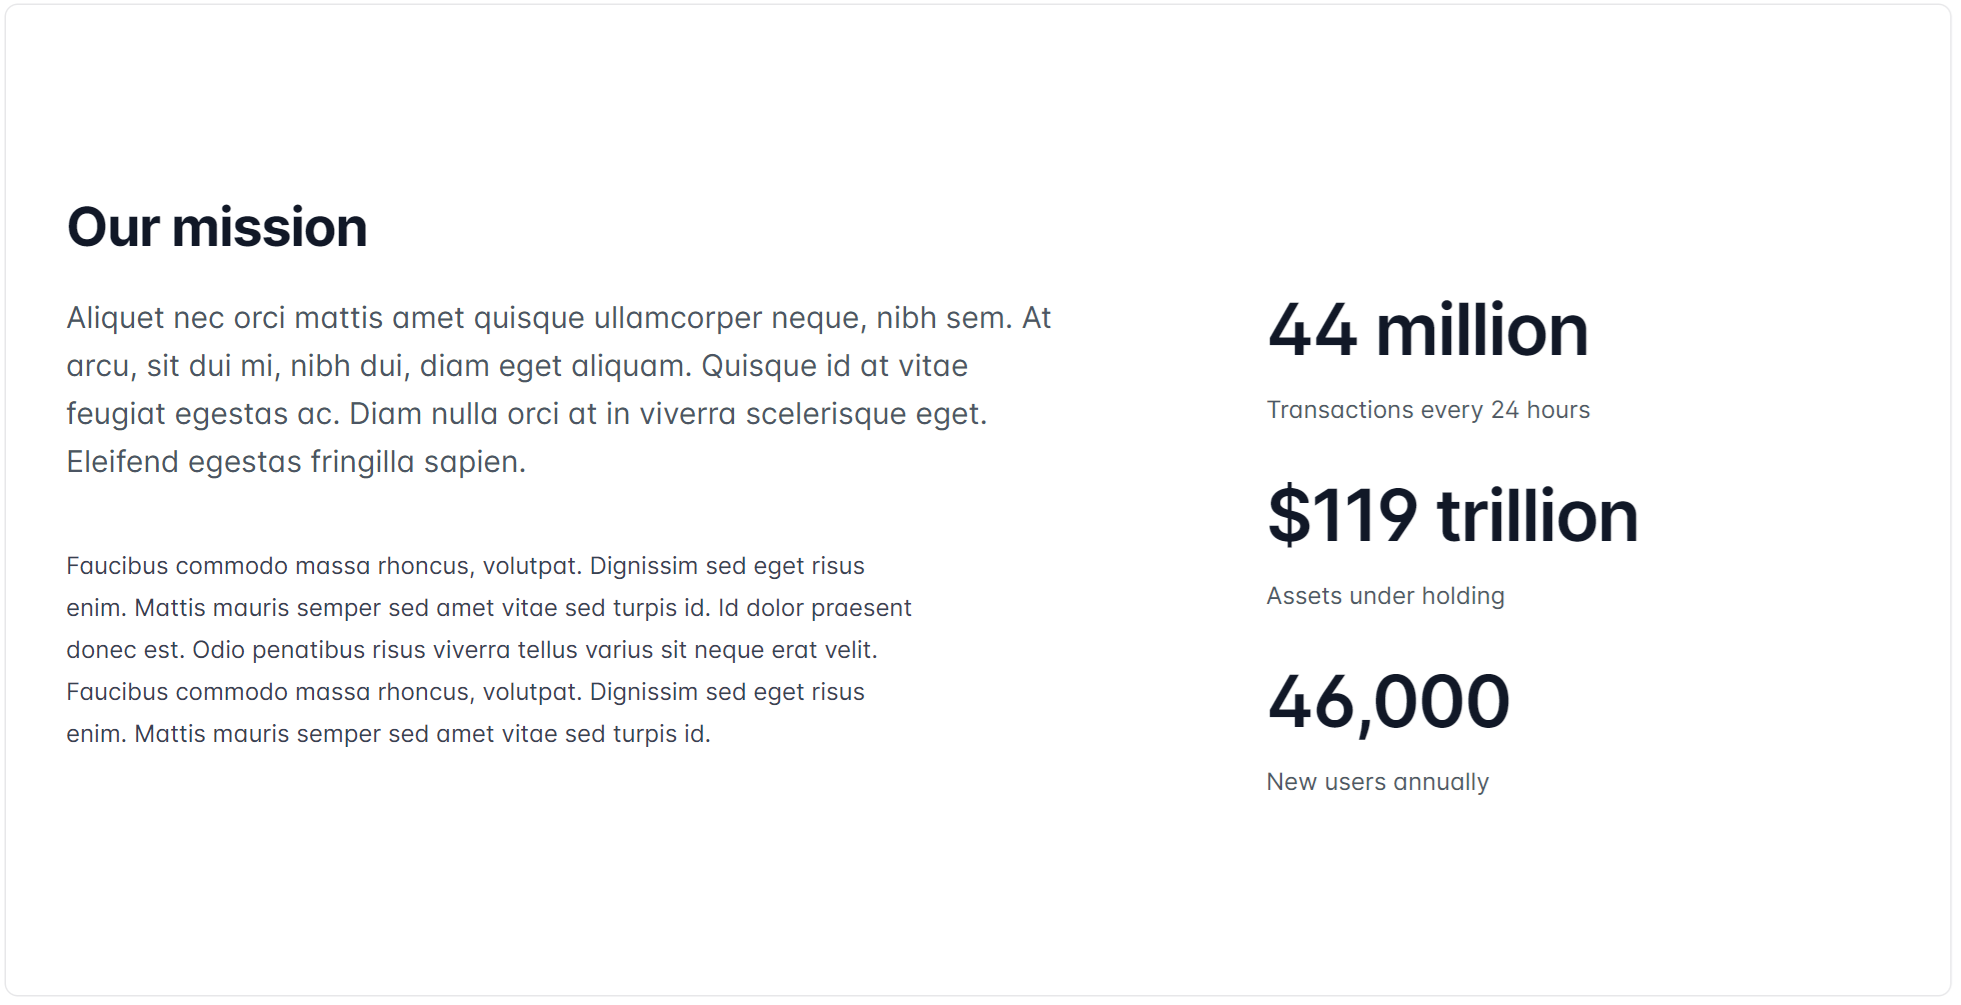 Our mission
Aliquet nec orci mattis amet quisque ullamcorper neque, nibh sem. At
arcu, sit dui mi, nibh dui, diam eget aliquam. Quisque id at vitae
feugiat egestas ac. Diam nulla orci at in viverra scelerisque eget.
Eleifend egestas fringilla sapien.
Faucibus commodo massa rhoncus, volutpat. Dignissim sed eget risus
enim. Mattis mauris semper sed amet vitae sed turpis id. Id dolor praesent
donec est. Odio penatibus risus viverra tellus varius sit neque erat velit.
Faucibus commodo massa rhoncus, volutpat. Dignissim sed eget risus
enim. Mattis mauris semper sed amet vitae sed turpis id.
44 million
Transactions every 24 hours
$119 trillion
Assets under holding
46,000
New users annually